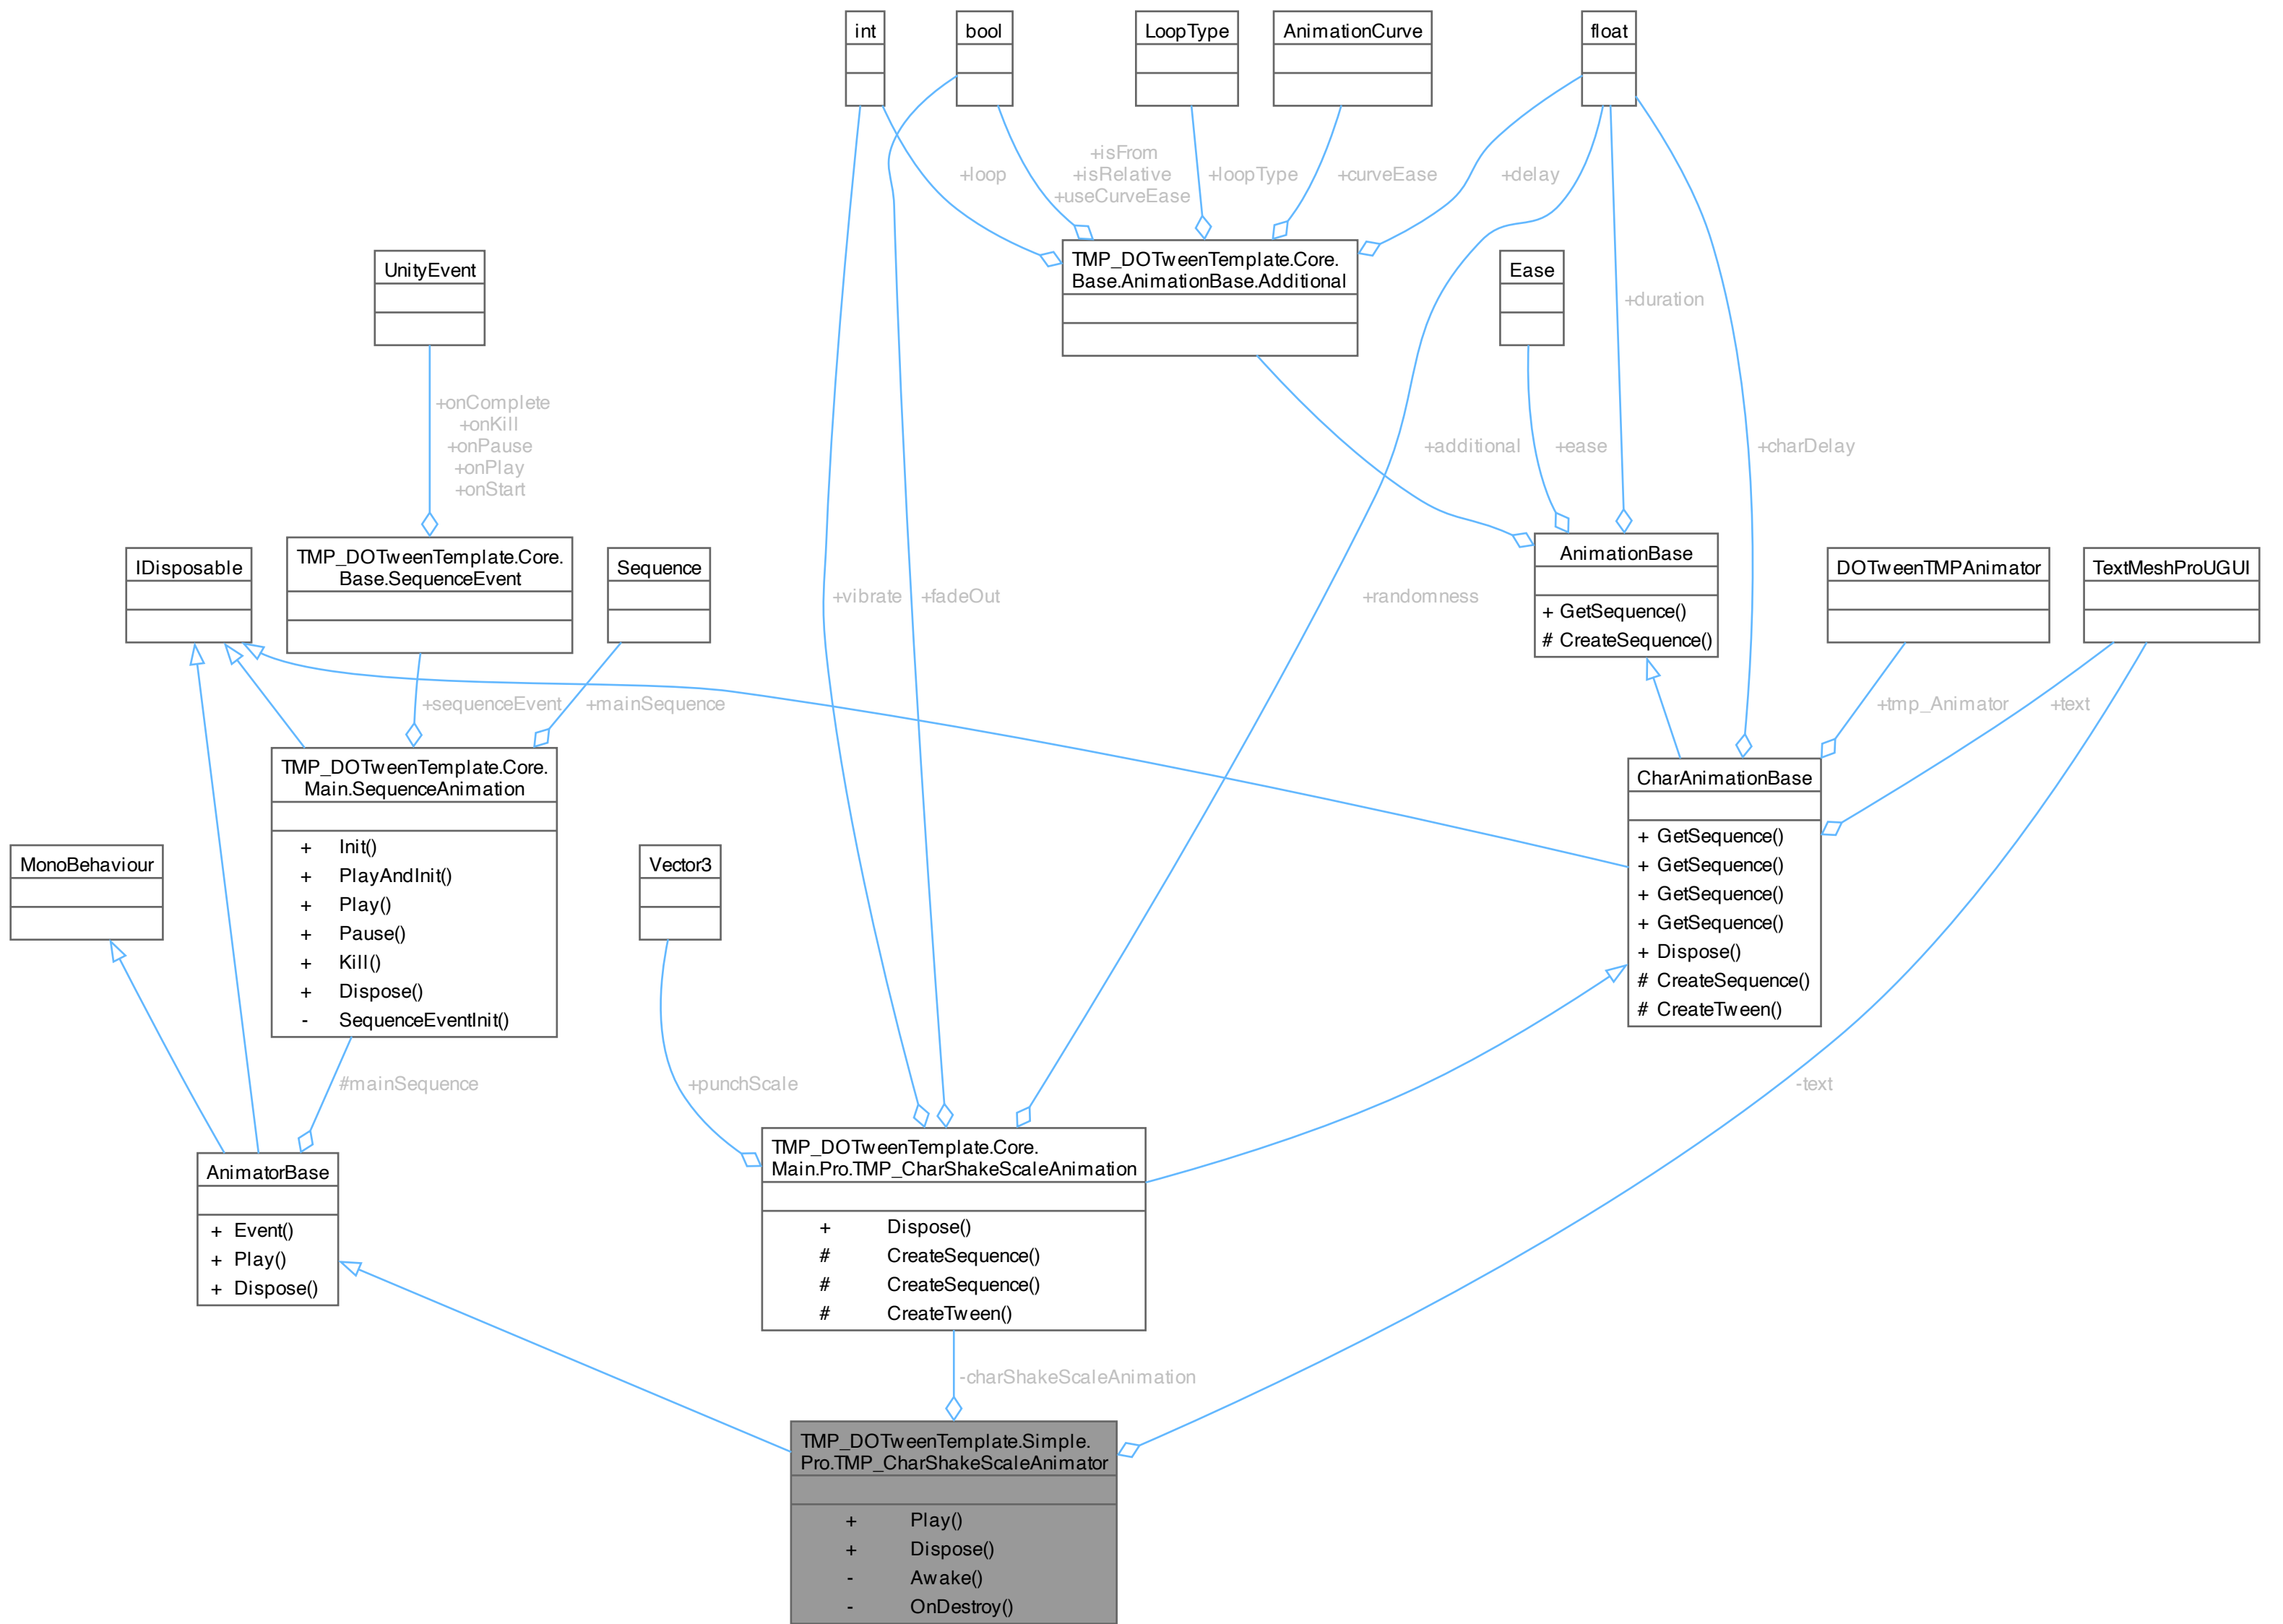 int
bool
LoopType
AnimationCurve
float
+loop
+isFrom
+isRelative
+useCurveEase
+loopType
+curveEase
+delay
UnityEvent
TMP_DOTweenTemplate.Core.
Base.AnimationBase.Additional
Ease
+duration
+onComplete
+onKill
+onPause
+onPlay
+onStart
+additional
+ease
+charDelay
IDisposable
TMP_DOTweenTemplate.Core.
Base.SequenceEvent
Sequence
+vibrate
+fadeOut
+randomness
AnimationBase
+ GetSequence()
# CreateSequence()
DOTweenTMPAnimator
TextMeshProUGUI
+sequenceEvent
+mainSequence
+tmp_Animator
+text
TMP_DOTweenTemplate.Core.
Main.SequenceAnimation
+ Init()
+ PlayAndInit()
+ Play()
+ Pause()
+ Kill()
+ Dispose()
- SequenceEventInit()
CharAnimationBase
+ GetSequence()
+ GetSequence()
+ GetSequence()
+ GetSequence()
+ Dispose()
# CreateSequence()
# CreateTween()
MonoBehaviour
Vector3
#mainSequence
+punchScale
-text
AnimatorBase
+ Event()
+ Play()
+ Dispose()
TMP_DOTweenTemplate.Core.
Main.Pro.TMP_CharShakeScaleAnimation
+ Dispose()
# CreateSequence()
# CreateSequence()
# CreateTween()
-charShakeScaleAnimation
TMP_DOTweenTemplate.Simple.
Pro.TMP_CharShakeScaleAnimator
+ Play()
+ Dispose()
- Awake()
- OnDestroy()